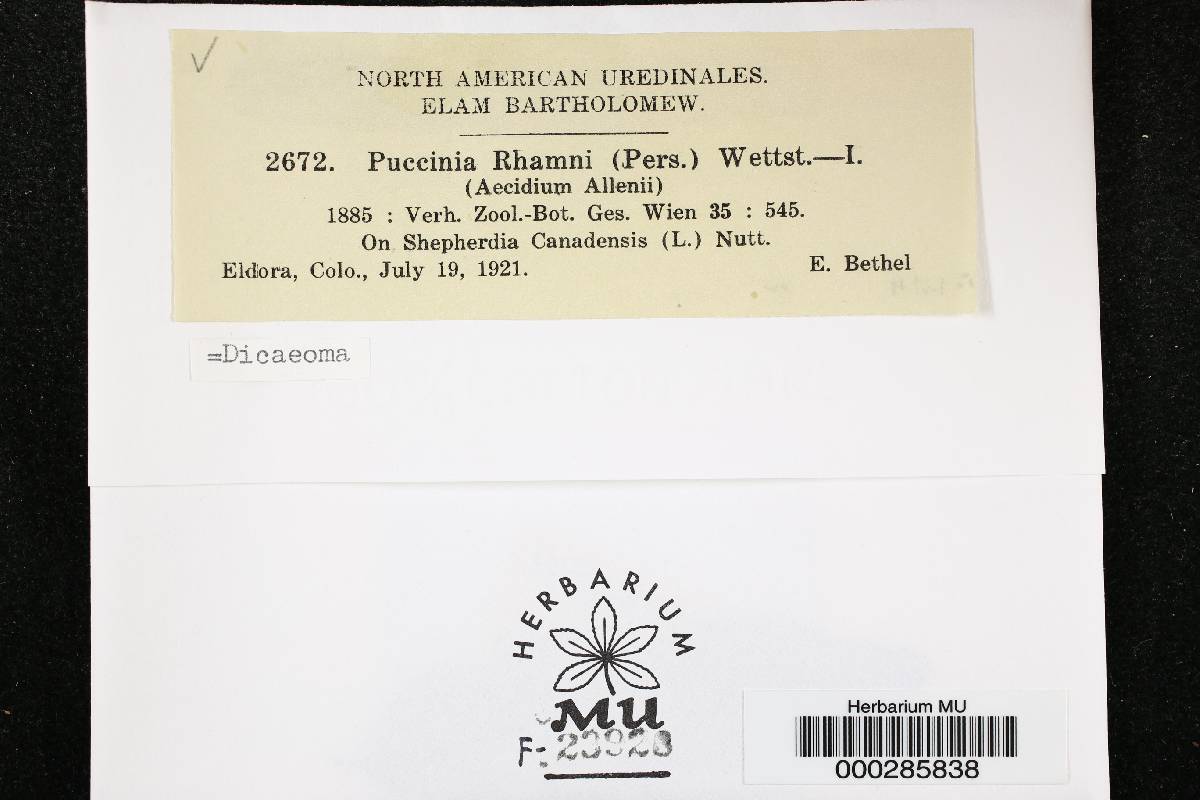 NORTH AMERICAN UREDINALES.
ELAM BARTHOLOMEW.
2672. Puccinia Rhamni (Pers.) Wettst.—I.
(Aecidium Allenii)
1885 : Verh. Zool.-Bot. Ges. Wien 35 : 545.
On Shepherdia Canadensis (L.) Nutt.
Eldora, Colo., July 19, 1921. E. Bethel
=Dicaeoma
HERBARIUM
MU
F:
Herbarium MU
000285838